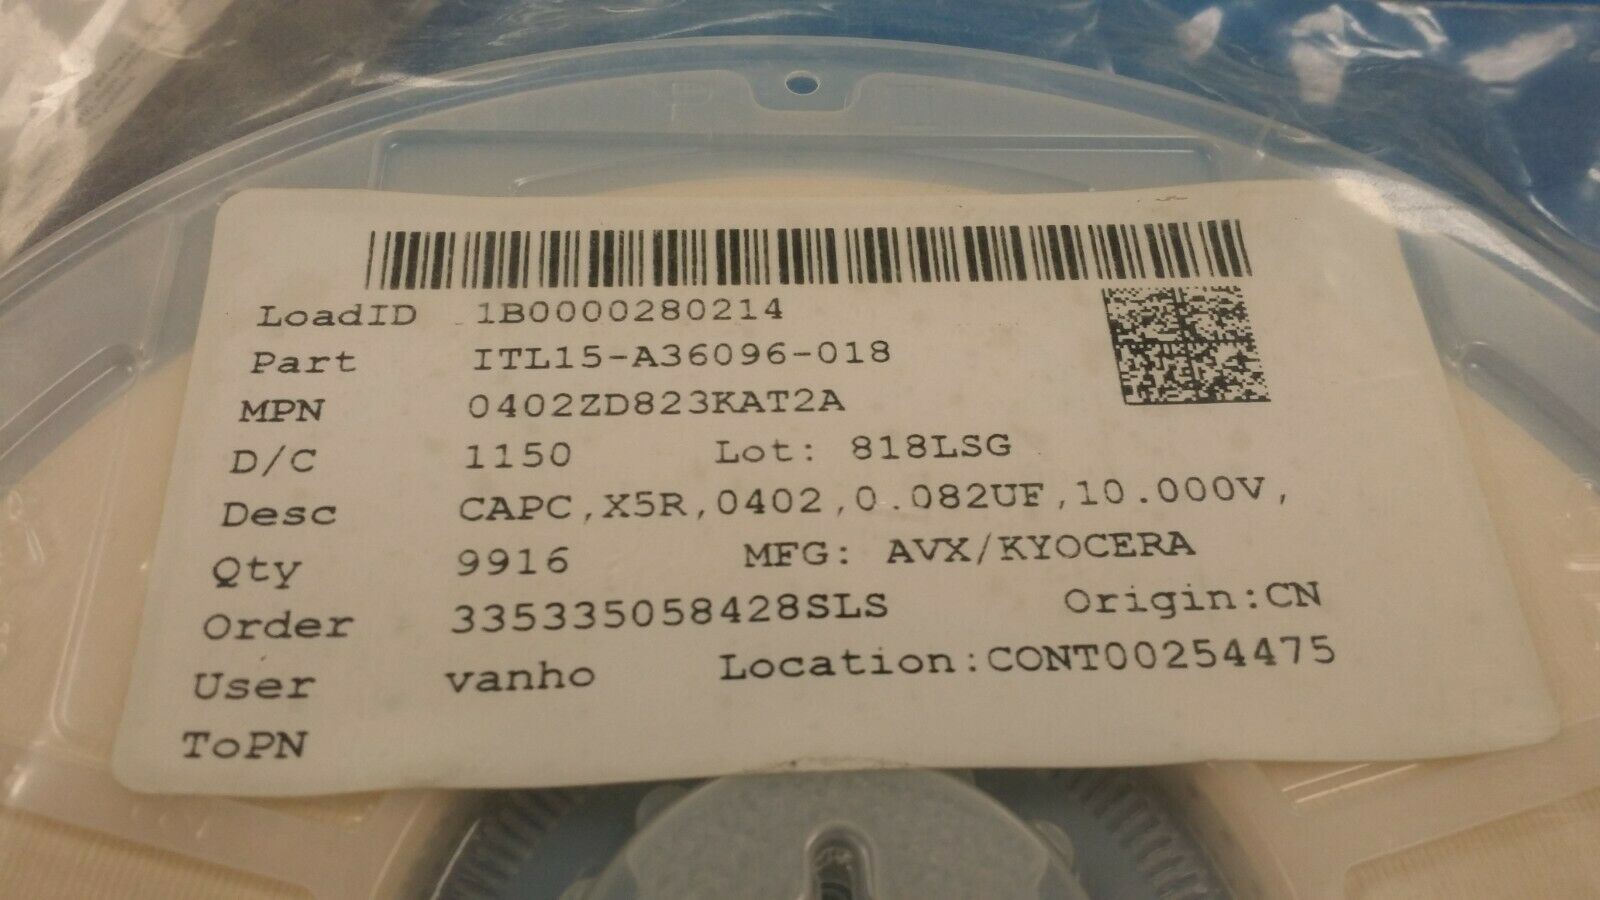 LoadID 1B0000280214
Part ITL15-A36096-018
MPN 0402ZD823KAT2A
D/C 1150 Lot: 818LSG
Desc CAPC,X5R,0402,0.082UF,10.000V,
Qty 9916 MFG: AVX/KYOCERA
Order 335335058428SLS Origin:CN
User vanho Location:CONT00254475
ToPN